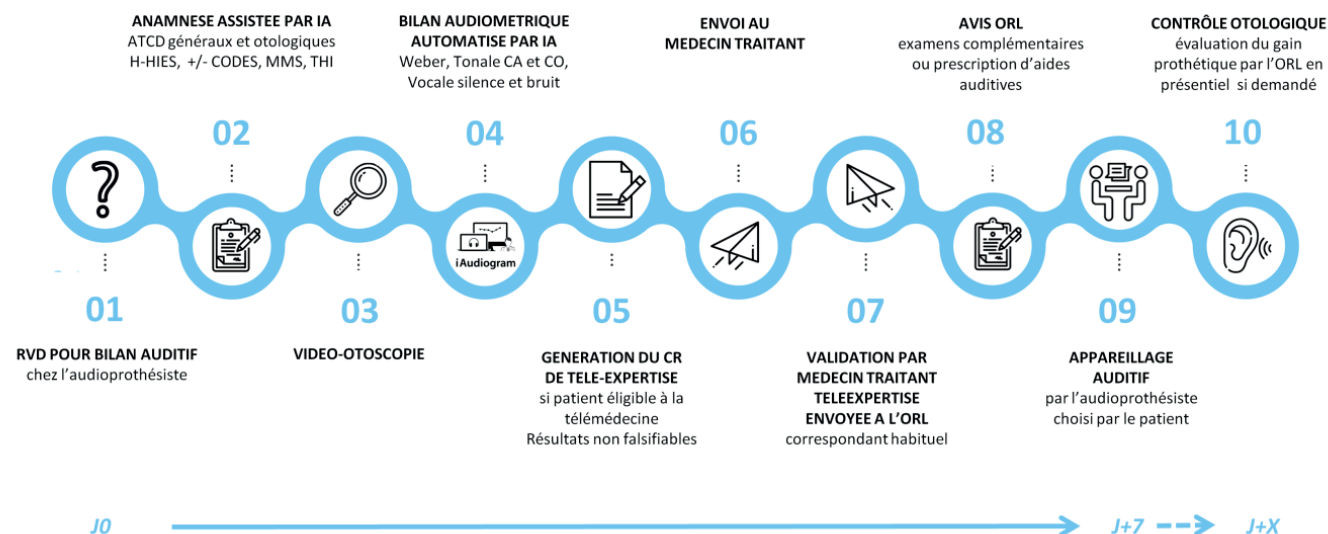 ANAMNESE ASSISTEE PAR IA
ATCD généraux et otologiques
H-HIES, +/- CODES, MMS, THI
BILAN AUDIOMETRIQUE
AUTOMATISE PAR IA
Weber, Tonale CA et CO,
Vocale silence et bruit
ENVOI AU
MEDECIN TRAITANT
AVIS ORL
examens complémentaires
ou prescription d’aides
auditives
CONTRÔLE OTOLOGIQUE
évaluation du gain
prothétique par l’ORL en
présentiel si demandé
02
04
06
08
10
iAudiogram
01
RVD POUR BILAN AUDITIF
chez l’audioprothésiste
03
VIDEO-OTOSCOPIE
05
GENERATION DU CR
DE TELE-EXPERTISE
si patient éligible à la
télémédecine
Résultats non falsifiables
07
VALIDATION PAR
MEDECIN TRAITANT
TELEEXPERTISE
ENVOYEE A L’ORL
correspondant habituel
09
APPAREILLAGE
AUDITIF
par l’audioprothésiste
choisi par le patient
J0
J+7
J+X